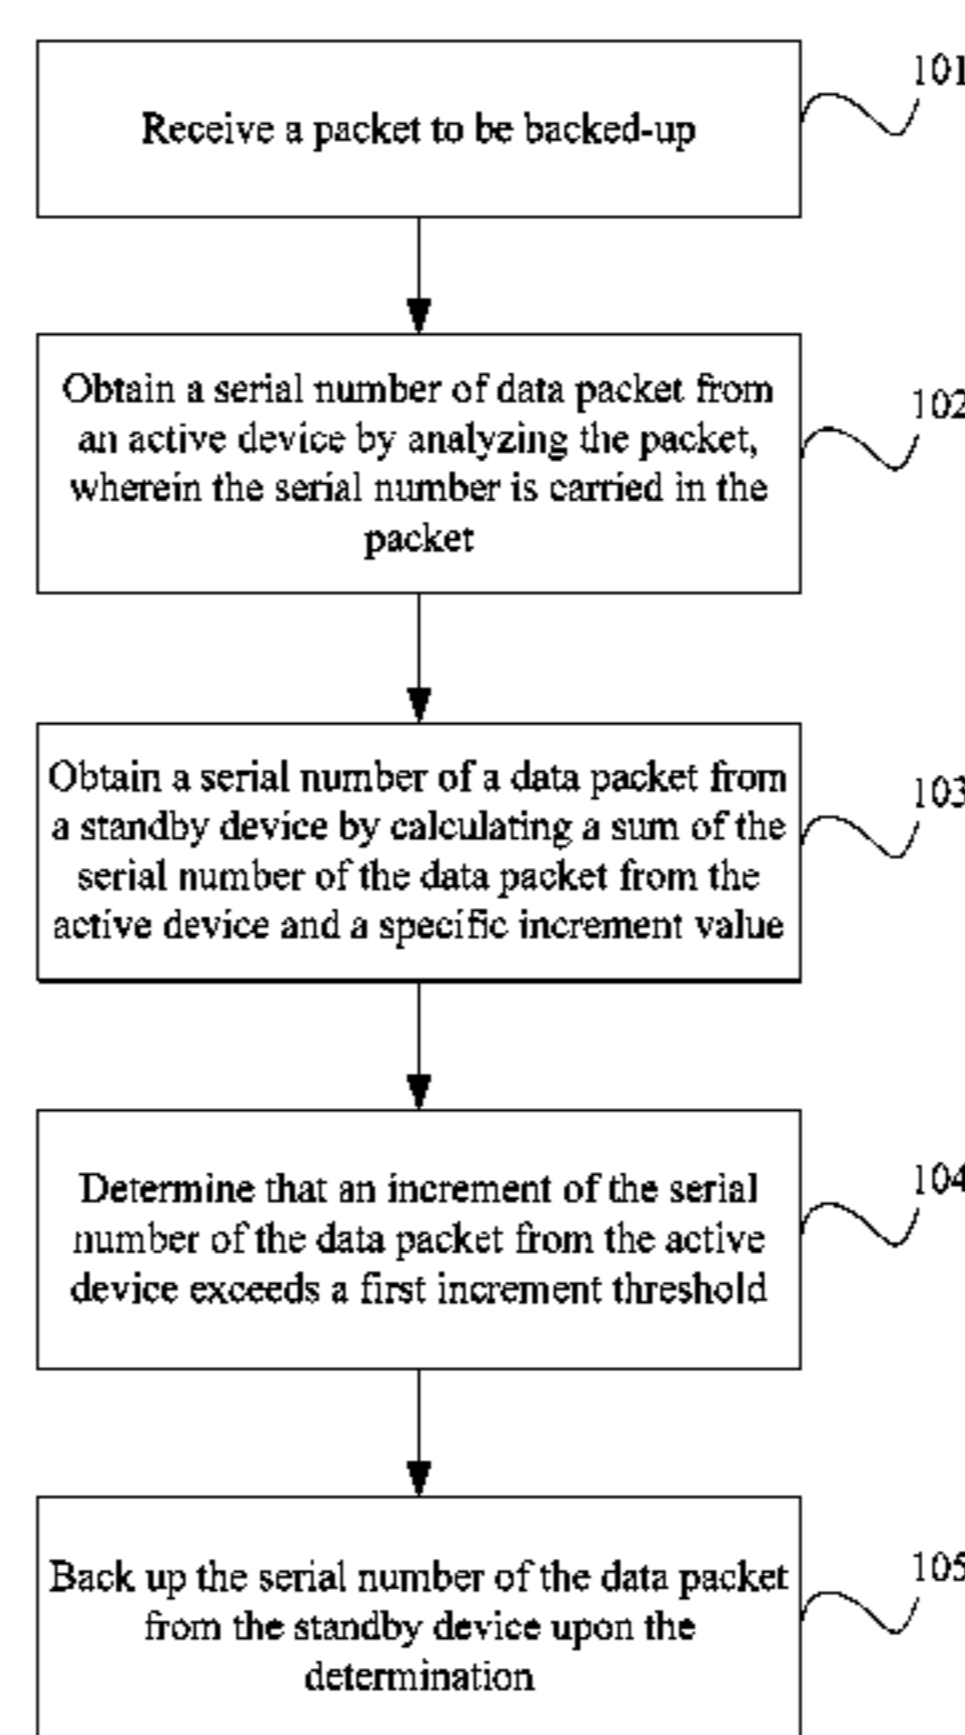 101
Receive a packet to be backed-up
Obtain a serial number of data packet from
102
an active device by analyzing the packet,
wherein the serial number is carried in the
packet
Obtain a serial number of a data packet from
103
a standby device by calculating a sum of the
serial number of the data packet from the
active device and a specific increment value
104
Determine that an increment of the serial
number of the data packet from the active
device exceeds a first increment threshold
105
Back up the serial number of the data packet
from the standby device upon the
determination